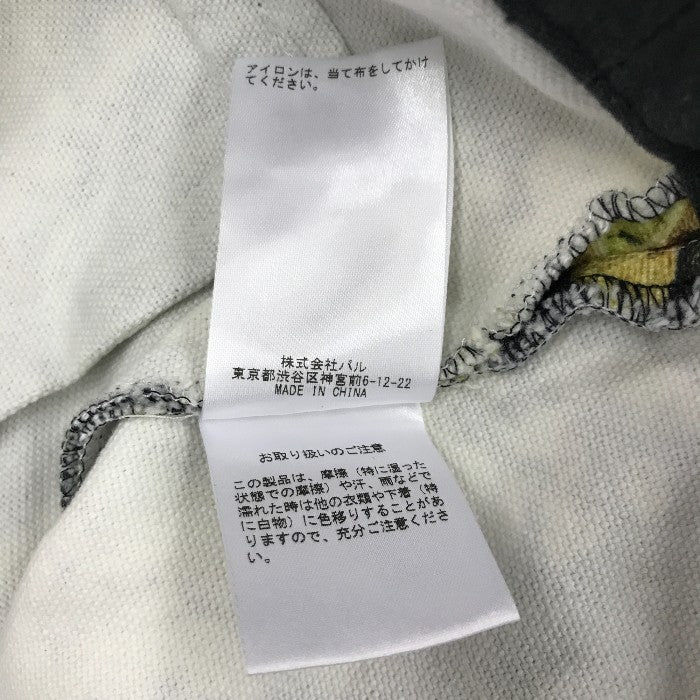 アイロンは、当て布をしてかけ
てください。
株式会社パル
東京都渋谷区神宮前6-12-22
MADE IN CHINA
お取り扱いのご注意
この製品は、摩擦（特に湿った
状態での摩擦）や汗、雨などで
濡れた時は他の衣類や下着（特
に白物）に色移りすることがあ
りますので、充分ご注意くださ
い。